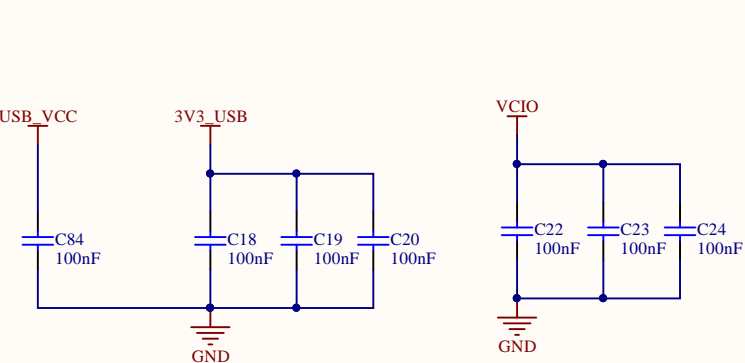 USB_VCC
3V3_USB
VCIO
C84
100nF
C18
100nF
C19
100nF
C20
100nF
C22
100nF
C23
100nF
C24
100nF
GND
GND